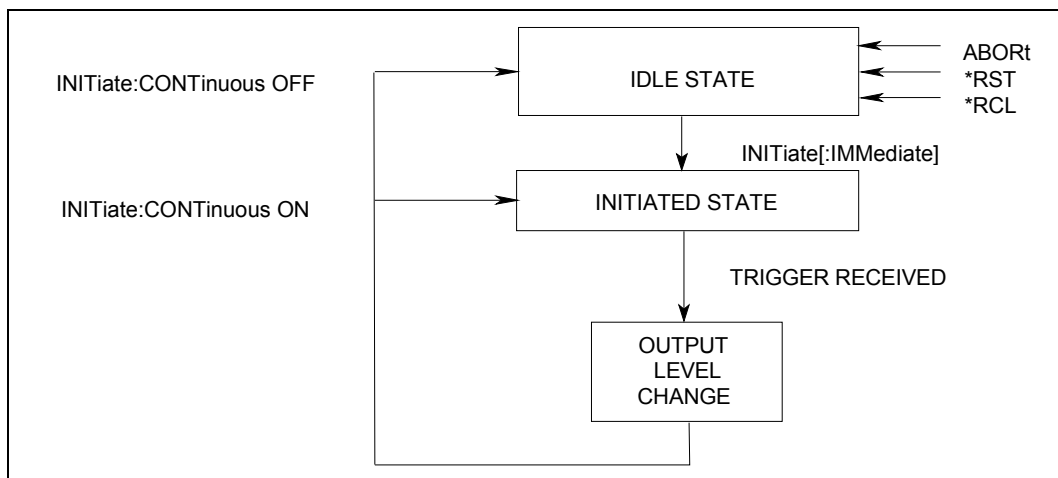 ABORt
INITiate:CONTinuous OFF
IDLE STATE
*RST
*RCL
INITiate[:IMMediate]
INITiate:CONTinuous ON
INITIATED STATE
TRIGGER RECEIVED
OUTPUT
LEVEL
CHANGE